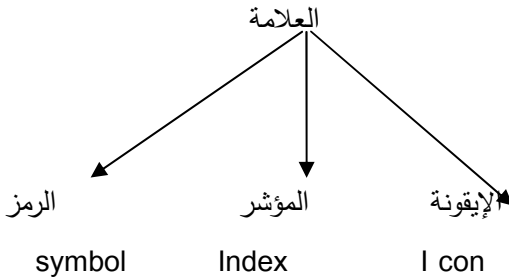 العلامة
الإيقونة المؤشر الرمز
symbol Index I con